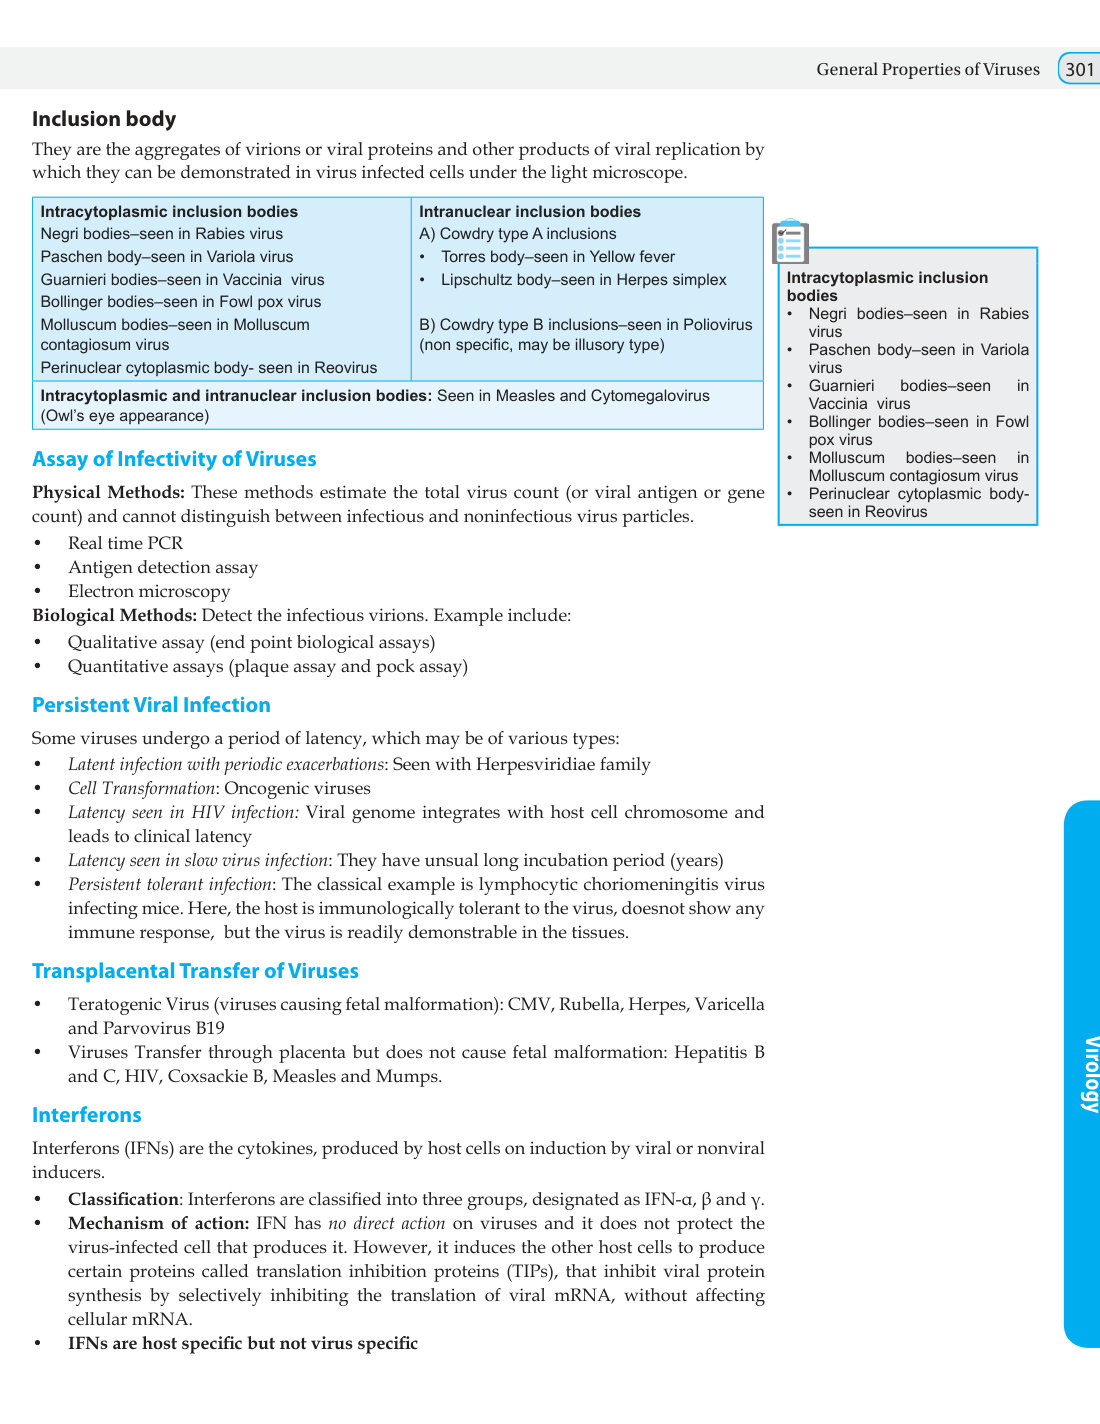 General Properties of Viruses 301
Inclusion body
They are the aggregates of virions or viral proteins and other products of viral replication by
which they can be demonstrated in virus infected cells under the light microscope.
Intracytoplasmic inclusion bodies
Negri bodies–seen in Rabies virus
Paschen body–seen in Variola virus
Guarnieri bodies–seen in Vaccinia virus
Bollinger bodies–seen in Fowl pox virus
Molluscum bodies–seen in Molluscum
contagiosum virus
Perinuclear cytoplasmic body- seen in Reovirus
Intranuclear inclusion bodies
A) Cowdry type A inclusions
• Torres body–seen in Yellow fever
• Lipschultz body–seen in Herpes simplex
B) Cowdry type B inclusions–seen in Poliovirus
(non specific, may be illusory type)
Intracytoplasmic and intranuclear inclusion bodies: Seen in Measles and Cytomegalovirus
(Owl's eye appearance)
Intracytoplasmic inclusion
bodies
• Negri bodies–seen in Rabies
virus
• Paschen body–seen in Variola
virus
• Guarnieri bodies–seen in
Vaccinia virus
• Bollinger bodies–seen in Fowl
pox virus
• Molluscum bodies–seen in
Molluscum contagiosum virus
• Perinuclear cytoplasmic body-
seen in Reovirus
Assay of Infectivity of Viruses
Physical Methods: These methods estimate the total virus count (or viral antigen or gene
count) and cannot distinguish between infectious and noninfectious virus particles.
• Real time PCR
• Antigen detection assay
• Electron microscopy
Biological Methods: Detect the infectious virions. Example include:
• Qualitative assay (end point biological assays)
• Quantitative assays (plaque assay and pock assay)
Persistent Viral Infection
Some viruses undergo a period of latency, which may be of various types:
• Latent infection with periodic exacerbations: Seen with Herpesviridiae family
• Cell Transformation: Oncogenic viruses
• Latency seen in HIV infection: Viral genome integrates with host cell chromosome and
leads to clinical latency
• Latency seen in slow virus infection: They have unsual long incubation period (years)
• Persistent tolerant infection: The classical example is lymphocytic choriomeningitis virus
infecting mice. Here, the host is immunologically tolerant to the virus, doesnot show any
immune response, but the virus is readily demonstrable in the tissues.
Transplacental Transfer of Viruses
• Teratogenic Virus (viruses causing fetal malformation): CMV, Rubella, Herpes, Varicella
and Parvovirus B19
• Viruses Transfer through placenta but does not cause fetal malformation: Hepatitis B
and C, HIV, Coxsackie B, Measles and Mumps.
Interferons
Interferons (IFNs) are the cytokines, produced by host cells on induction by viral or nonviral
inducers.
• Classification: Interferons are classified into three groups, designated as IFN-α, β and γ.
• Mechanism of action: IFN has no direct action on viruses and it does not protect the
virus-infected cell that produces it. However, it induces the other host cells to produce
certain proteins called translation inhibition proteins (TIPs), that inhibit viral protein
synthesis by selectively inhibiting the translation of viral mRNA, without affecting
cellular mRNA.
• IFNs are host specific but not virus specific
Virology